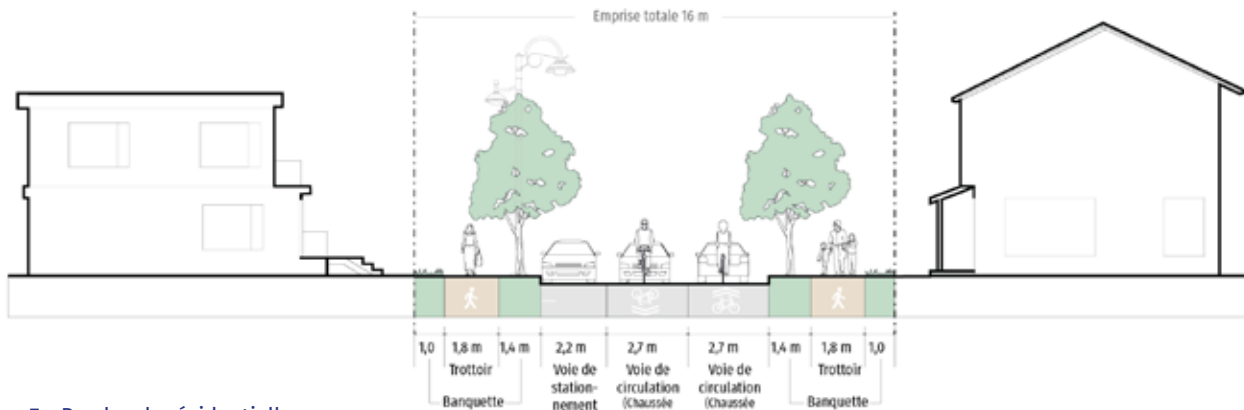 Emprise totale 16 m
1,0 1,8 m 1,4 m 2,2 m 2,7 m 2,7 m 1,4 m 1,8 m 1,0
Trottoir Voie de Voie de Voie de Trottoir
station- circulation circulation
Banquette nement (Chaussée (Chaussée Banquette